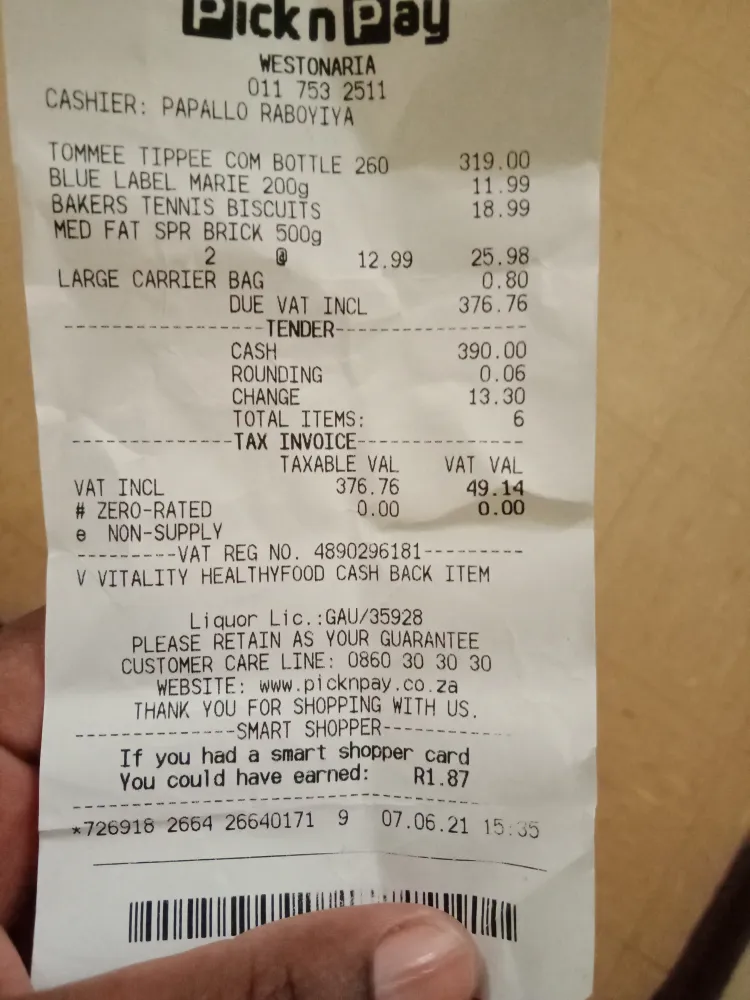 Pick n Pay
WESTONARIA
011 753 2511
CASHIER: PAPALLO RABOYIYA
TOMMEE TIPPEE COM BOTTLE 260 319.00
BLUE LABEL MARIE 200g 11.99
BAKERS TENNIS BISCUITS 18.99
MED FAT SPR BRICK 500g
2 @ 12.99 25.98
LARGE CARRIER BAG 0.80
DUE VAT INCL 376.76
------------------TENDER-----------------
CASH 390.00
ROUNDING 0.06
CHANGE 13.30
TOTAL ITEMS: 6
--------------TAX INVOICE---------------
TAXABLE VAL VAT VAL
VAT INCL 376.76 49.14
# ZERO-RATED 0.00 0.00
e NON-SUPPLY
---------VAT REG NO. 4890296181---------
V VITALITY HEALTHYFOOD CASH BACK ITEM
Liquor Lic.:GAU/35928
PLEASE RETAIN AS YOUR GUARANTEE
CUSTOMER CARE LINE: 0860 30 30 30
WEBSITE: www.picknpay.co.za
THANK YOU FOR SHOPPING WITH US.
--------------SMART SHOPPER-------------
If you had a smart shopper card
You could have earned: R1.87
----------------------------------------
*726918 2664 26640171 9 07.06.21 15:35